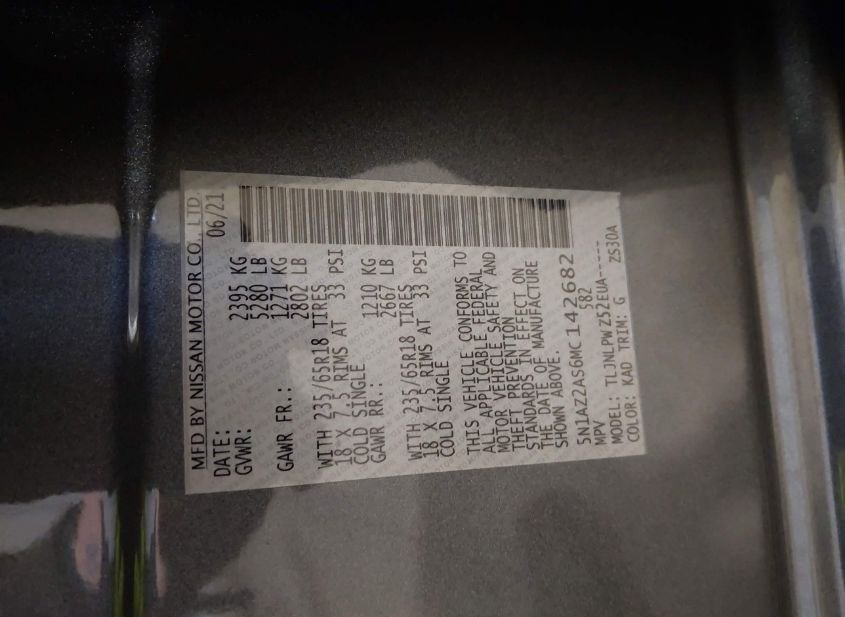 MFD BY NISSAN MOTOR CO., LTD.
DATE: 06/21
GVWR: 2395 KG
5280 LB
GAWR FR.: 1271 KG
2802 LB
WITH 235/65R18 TIRES
18 X 7.5 RIMS AT 33 PSI
COLD SINGLE
GAWR RR.: 1210 KG
2667 LB
WITH 235/65R18 TIRES
18 X 7.5 RIMS AT 33 PSI
COLD SINGLE
THIS VEHICLE CONFORMS TO
ALL APPLICABLE FEDERAL
MOTOR VEHICLE SAFETY AND
THEFT PREVENTION
STANDARDS IN EFFECT ON
THE DATE OF MANUFACTURE
SHOWN ABOVE.
5N1AZ2AS6MC142682
MPV 682
MODEL: TLJNLPWZ52EUA-----
COLOR: KAD TRIM: G ZS30A